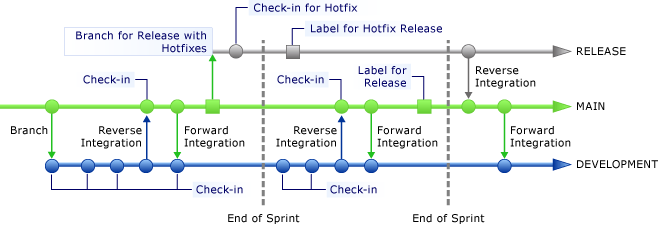 Check-in for Hotfix
Branch for Release with
Hotfixes
Label for Hotfix Release
RELEASE
Check-in
Check-in
Label for
Release
Reverse
Integration
MAIN
Branch
Reverse
Integration
Forward
Integration
Reverse
Integration
Forward
Integration
Forward
Integration
DEVELOPMENT
Check-in
Check-in
End of Sprint
End of Sprint